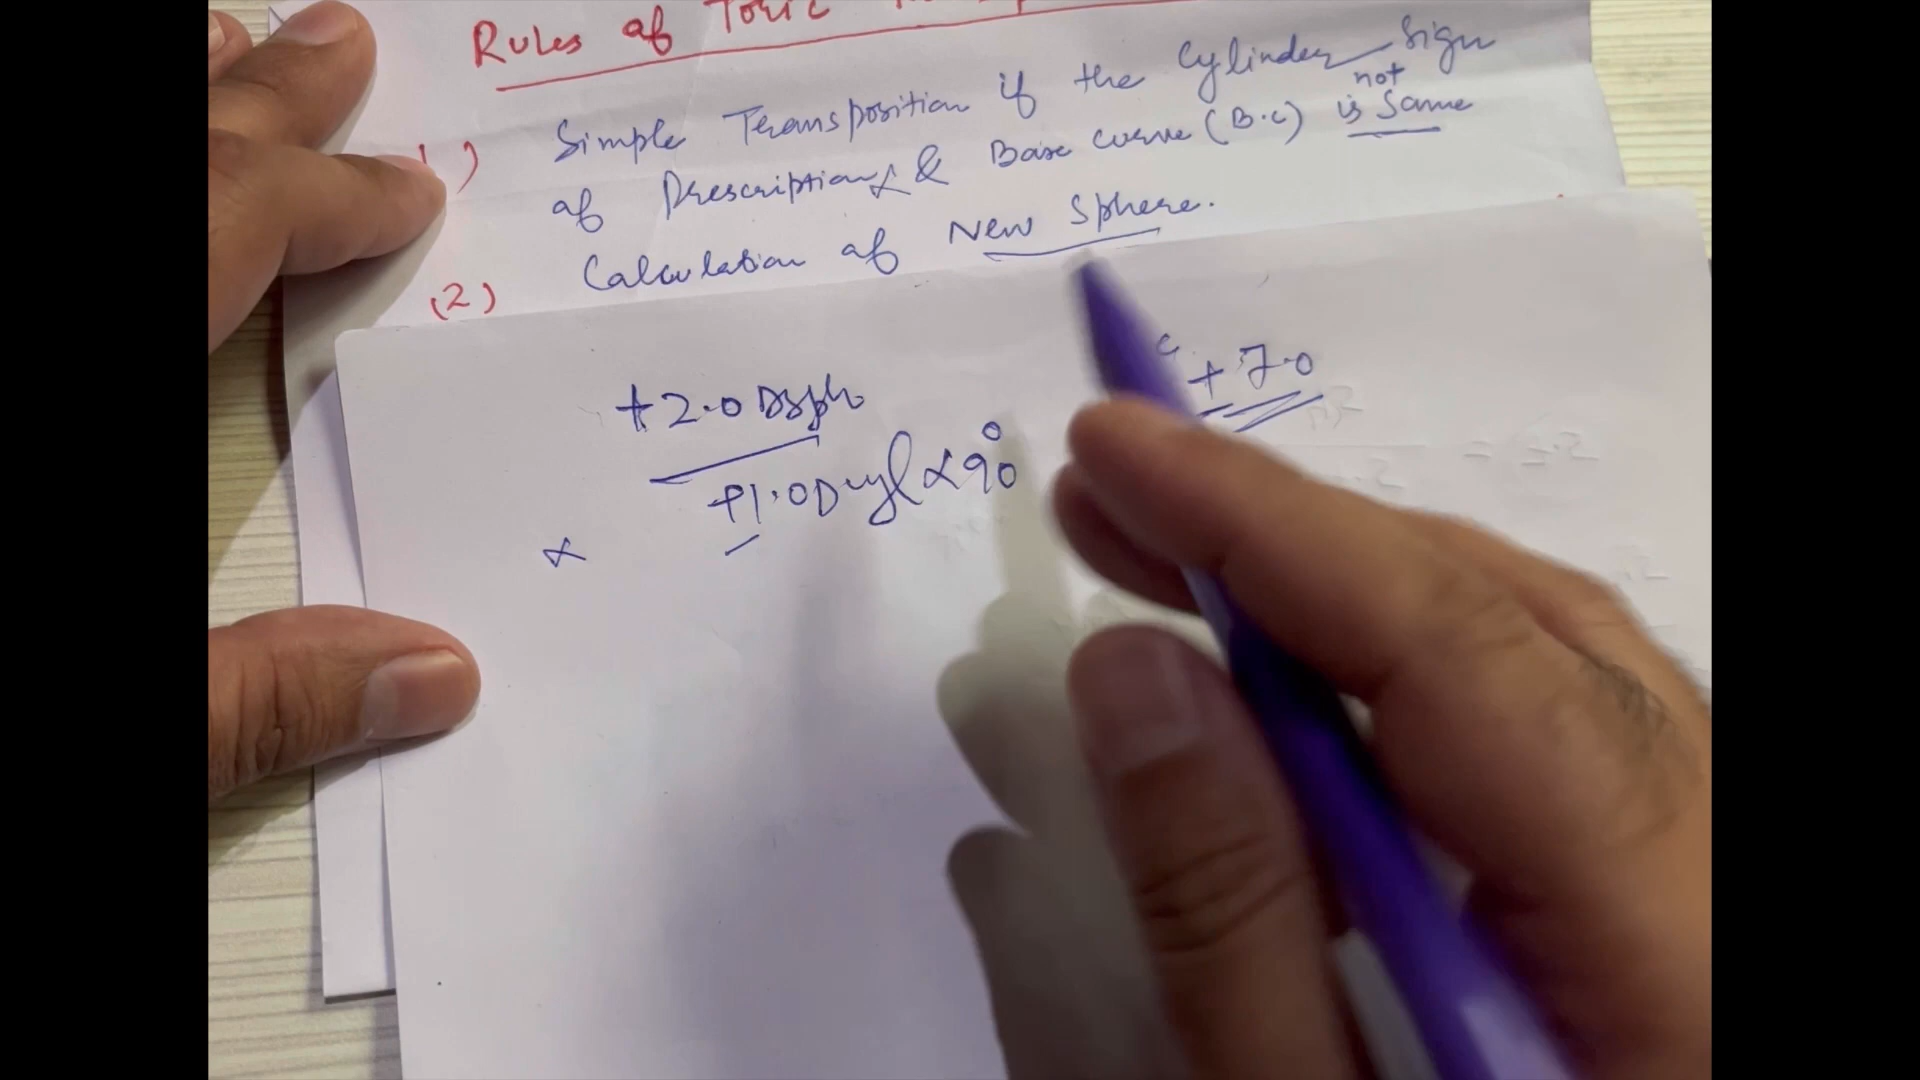 Rules of Toric
1) Simple Transposition if the Cylinder Sign
of Prescription & Base curve (B.C) is not Same
(2) Calculation of New Sphere.
+2.0 Dsph
+7.0
+1.0 Dcyl x 90°
x